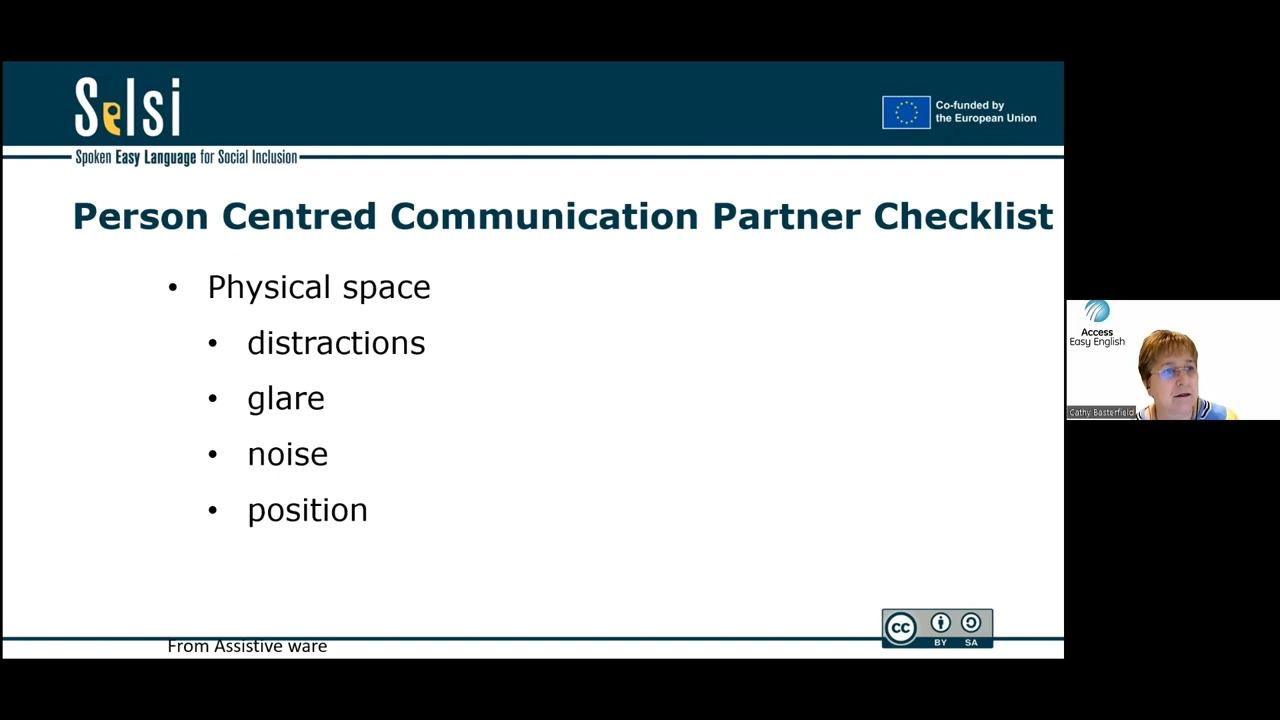 Selsi
Spoken Easy Language for Social Inclusion
Co-funded by
the European Union
Person Centred Communication Partner Checklist
• Physical space
• distractions
• glare
• noise
• position
From Assistive ware
CC BY SA
Access
Easy English
Cathy Basterfield